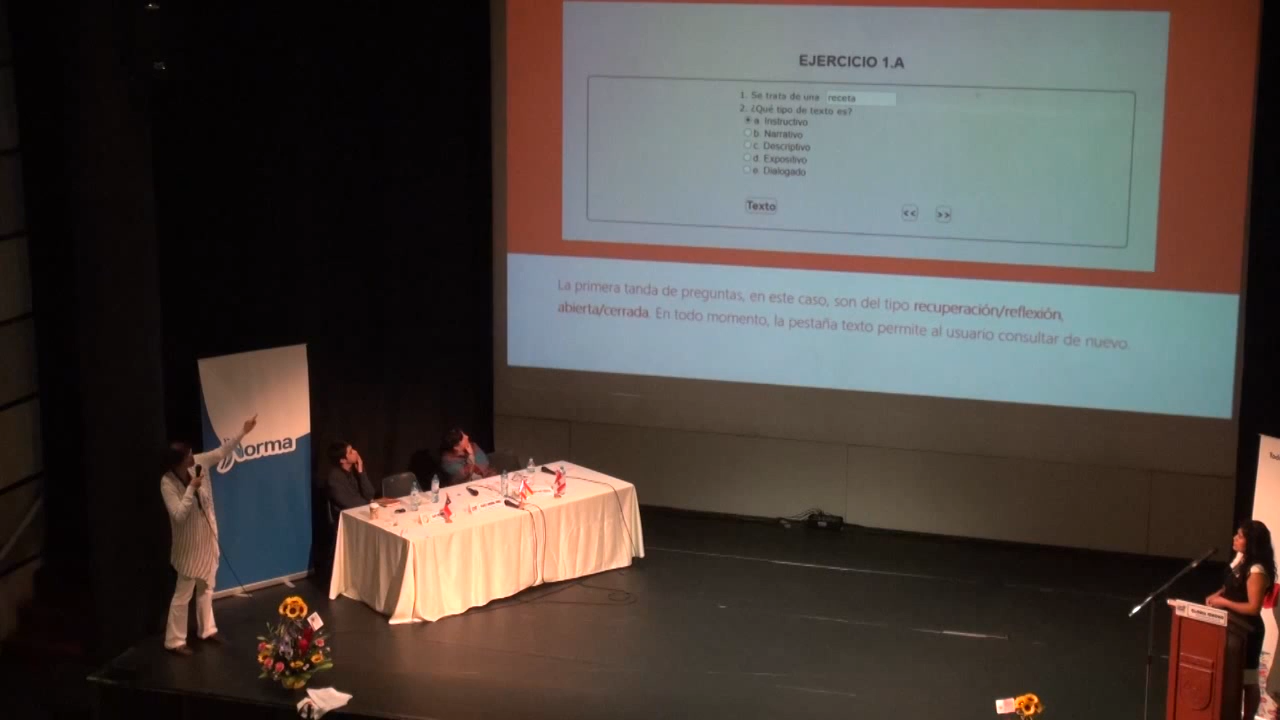 EJERCICIO 1.A
1. Se trata de una receta
2. ¿Qué tipo de texto es?
a. Instructivo
b. Narrativo
c. Descriptivo
d. Expositivo
e. Dialogado
Texto
<< >>
La primera tanda de preguntas, en este caso, son del tipo recuperación/reflexión,
abierta/cerrada. En todo momento, la pestaña texto permite al usuario consultar de nuevo.
Norma